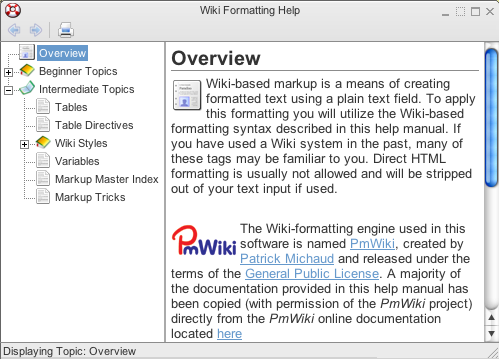 Wiki Formatting Help
Overview
Beginner Topics
Intermediate Topics
Tables
Table Directives
Wiki Styles
Variables
Markup Master Index
Markup Tricks
Overview
Wiki-based markup is a means of creating
formatted text using a plain text field. To apply
this formatting you will utilize the Wiki-based
formatting syntax described in this help manual. If
you have used a Wiki system in the past, many of
these tags may be familiar to you. Direct HTML
formatting is usually not allowed and will be stripped
out of your text input if used.
PmWiki
The Wiki-formatting engine used in this
software is named PmWiki, created by
Patrick Michaud and released under the
terms of the General Public License. A majority of
the documentation provided in this help manual has
been copied (with permission of the PmWiki project)
directly from the PmWiki online documentation
located here
Displaying Topic: Overview